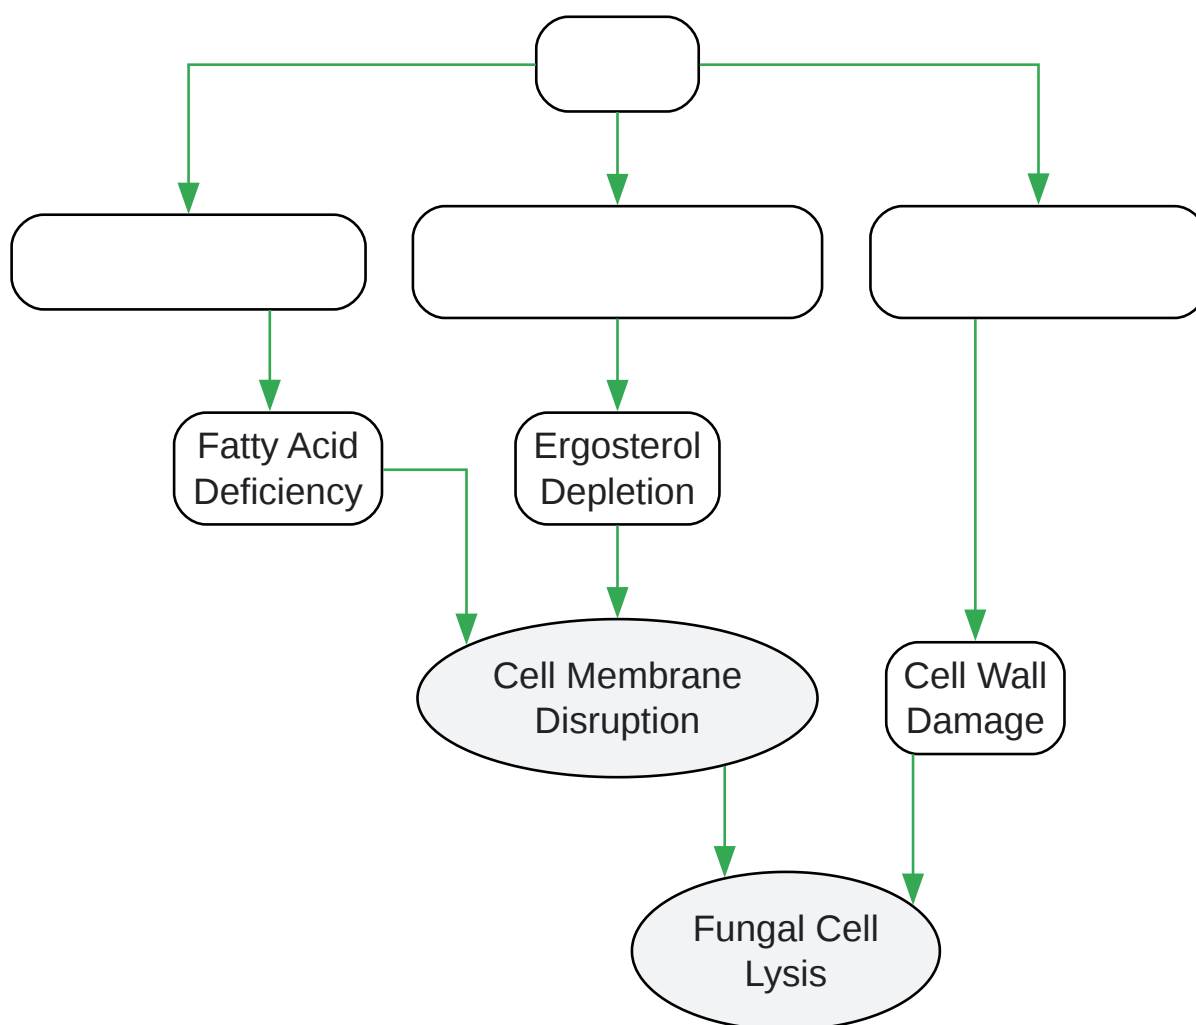 Fatty Acid
Deficiency
Ergosterol
Depletion
Cell Membrane
Disruption
Cell Wall
Damage
Fungal Cell
Lysis